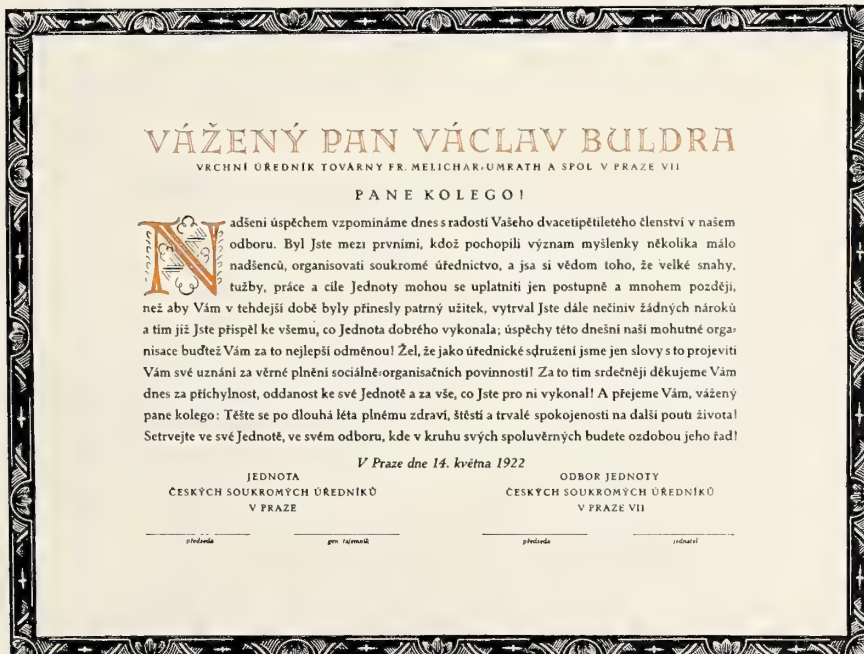 VÁŽENÝ PAN VÁCLAV BULDRA
VRCHNÍ ÚŘEDNÍK TOVÁRNY FR. MELICHAR-UMRATH A SPOL V PRAZE VII
PANE KOLEGO!
Nadšeni úspěchem vzpomínáme dnes s radostí Vašeho dvacetipětiletého členství v našem
odboru. Byl Jste mezi prvními, kdož pochopili význam myšlenky několika málo
nadšenců, organisovati soukromé úřednictvo, a jsa si vědom toho, že velké snahy,
tužby, práce a cíle Jednoty mohou se uplatniti jen postupně a mnohem později,
než aby Vám v tehdejší době byly přinesly patrný užitek, vytrval Jste dále nečiniv žádných nároků
a tím již Jste přispěl ke všemu, co Jednota dobrého vykonala; úspěchy této dnešní naší mohutné orga-
nisace buďtež Vám za to nejlepší odměnou! Žel, že jako úřednické sdružení jsme jen slovy s to projeviti
Vám své uznání za věrné plnění sociálně-organisačních povinností! Za to tím srdečněji děkujeme Vám
dnes za příchylnost, oddanost ke své Jednotě a za vše, co Jste pro ni vykonal! A přejeme Vám, vážený
pane kolego: Těšte se po dlouhá léta plnému zdraví, štěstí a trvalé spokojenosti na další pouti života!
Setrvejte ve své Jednotě, ve svém odboru, kde v kruhu svých spoluvěrných budete ozdobou jeho řad!
V Praze dne 14. května 1922
JEDNOTA
ČESKÝCH SOUKROMÝCH ÚŘEDNÍKŮ
V PRAZE
předseda gen tajemník
ODBOR JEDNOTY
ČESKÝCH SOUKROMÝCH ÚŘEDNÍKŮ
V PRAZE VII
předseda jednatel